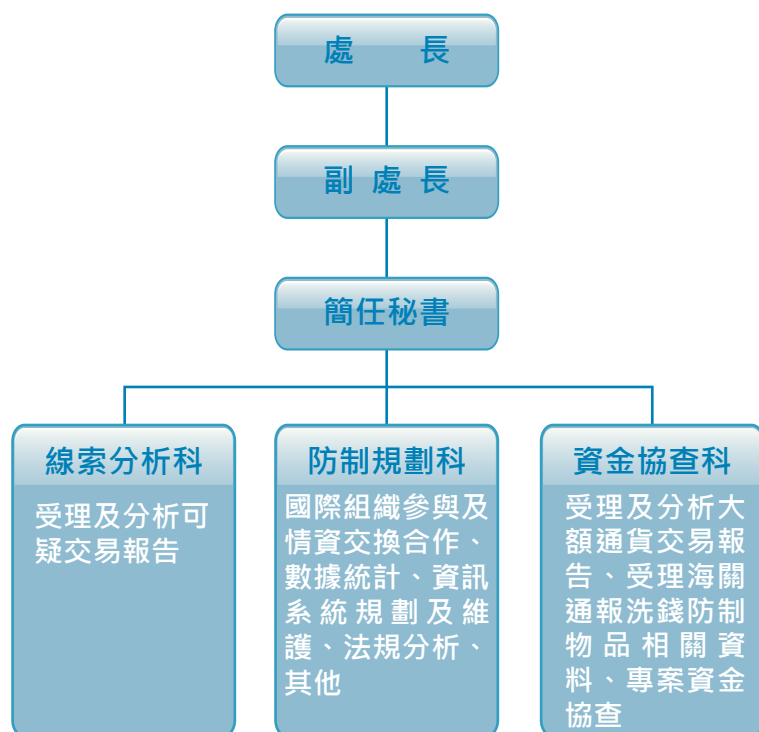 處長
副處長
簡任秘書
線索分析科
受理及分析可
疑交易報告
防制規劃科
國際組織參與及
情資交換合作、
數據統計、資訊
系統規劃及維
護、法規分析、
其他
資金協查科
受理及分析大
額通貨交易報
告、受理海關
通報洗錢防制
物品相關資
料、專案資金
協查